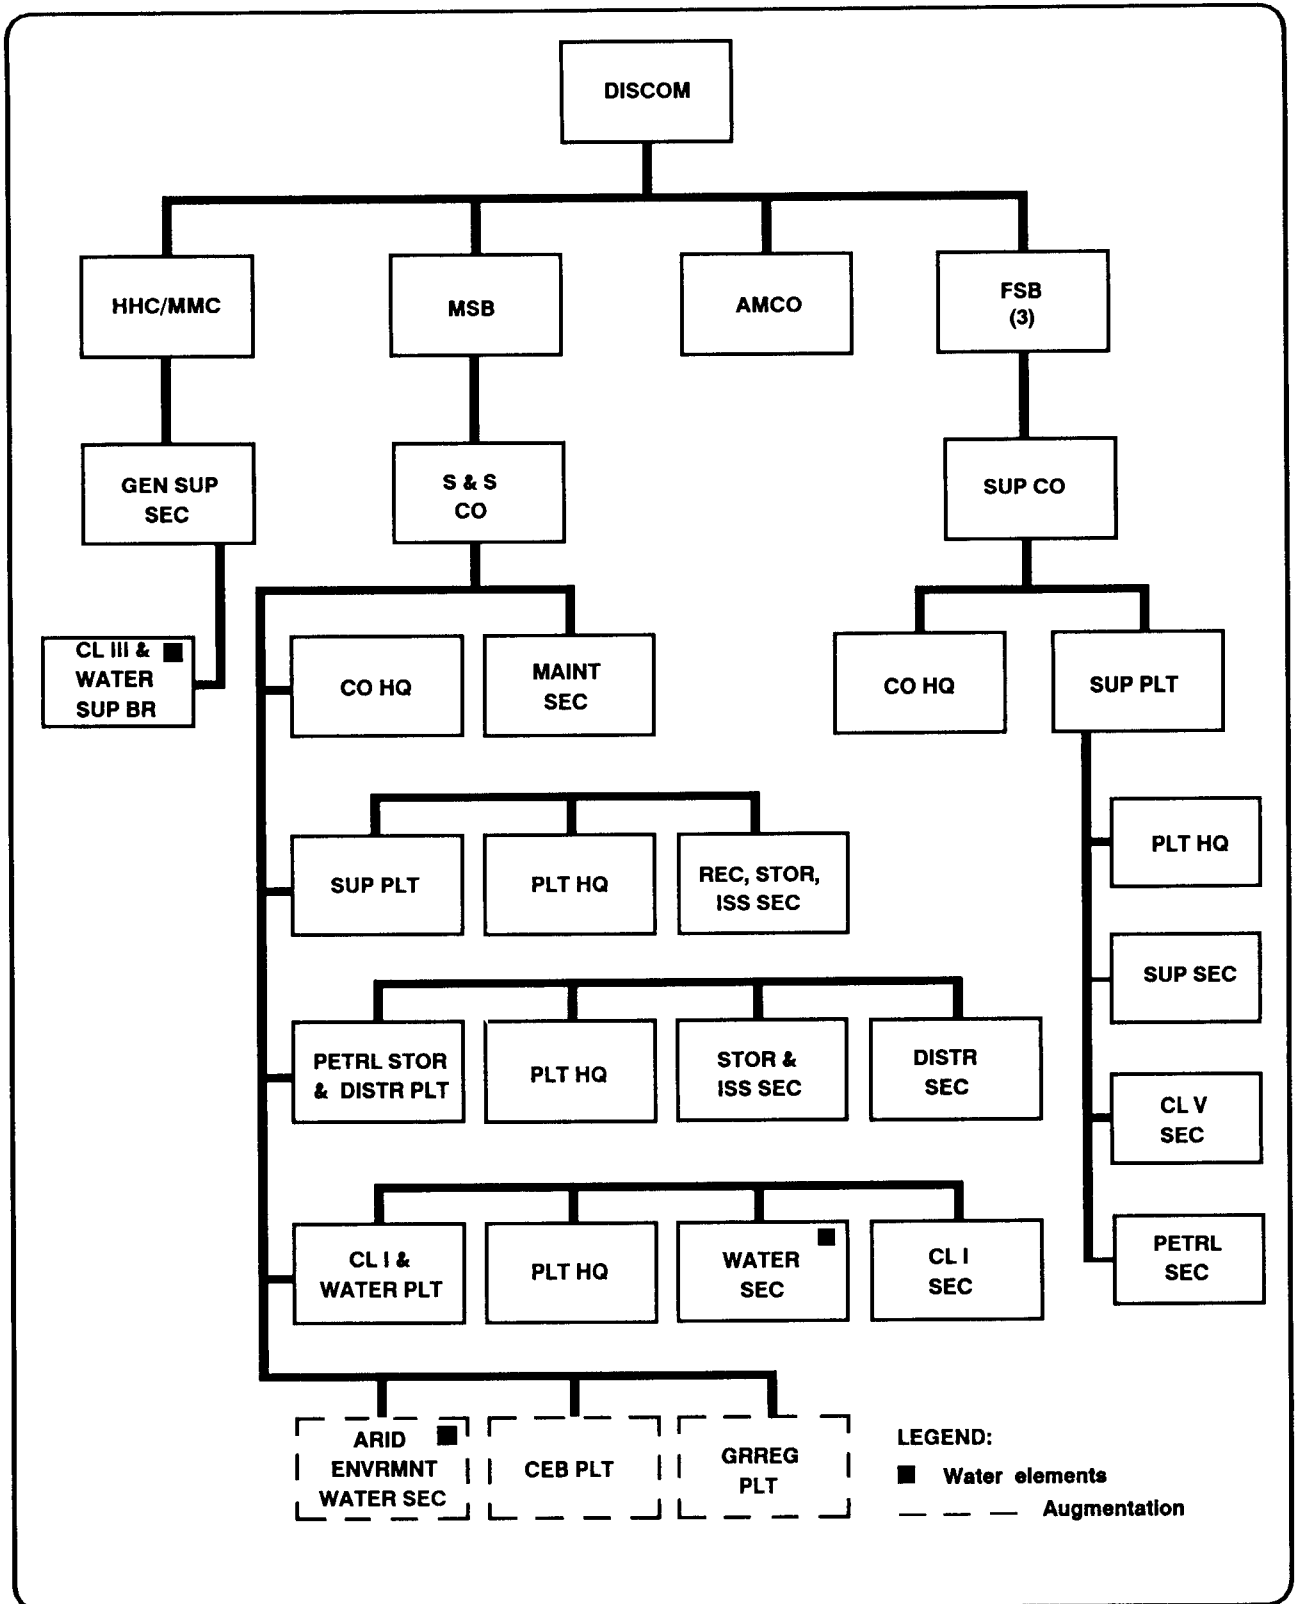 DISCOM
HHC/MMC
MSB
AMCO
FSB
(3)
GEN SUP
SEC
S & S
CO
SUP CO
CL III &
WATER
SUP BR
CO HQ
MAINT
SEC
CO HQ
SUP PLT
SUP PLT
PLT HQ
REC, STOR,
ISS SEC
PLT HQ
SUP SEC
PETRL STOR
& DISTR PLT
PLT HQ
STOR &
ISS SEC
DISTR
SEC
CL V
SEC
CL I &
WATER PLT
PLT HQ
WATER
SEC
CL I
SEC
PETRL
SEC
ARID
ENVRMNT
WATER SEC
CEB PLT
GRREG
PLT
LEGEND:
Water elements
Augmentation